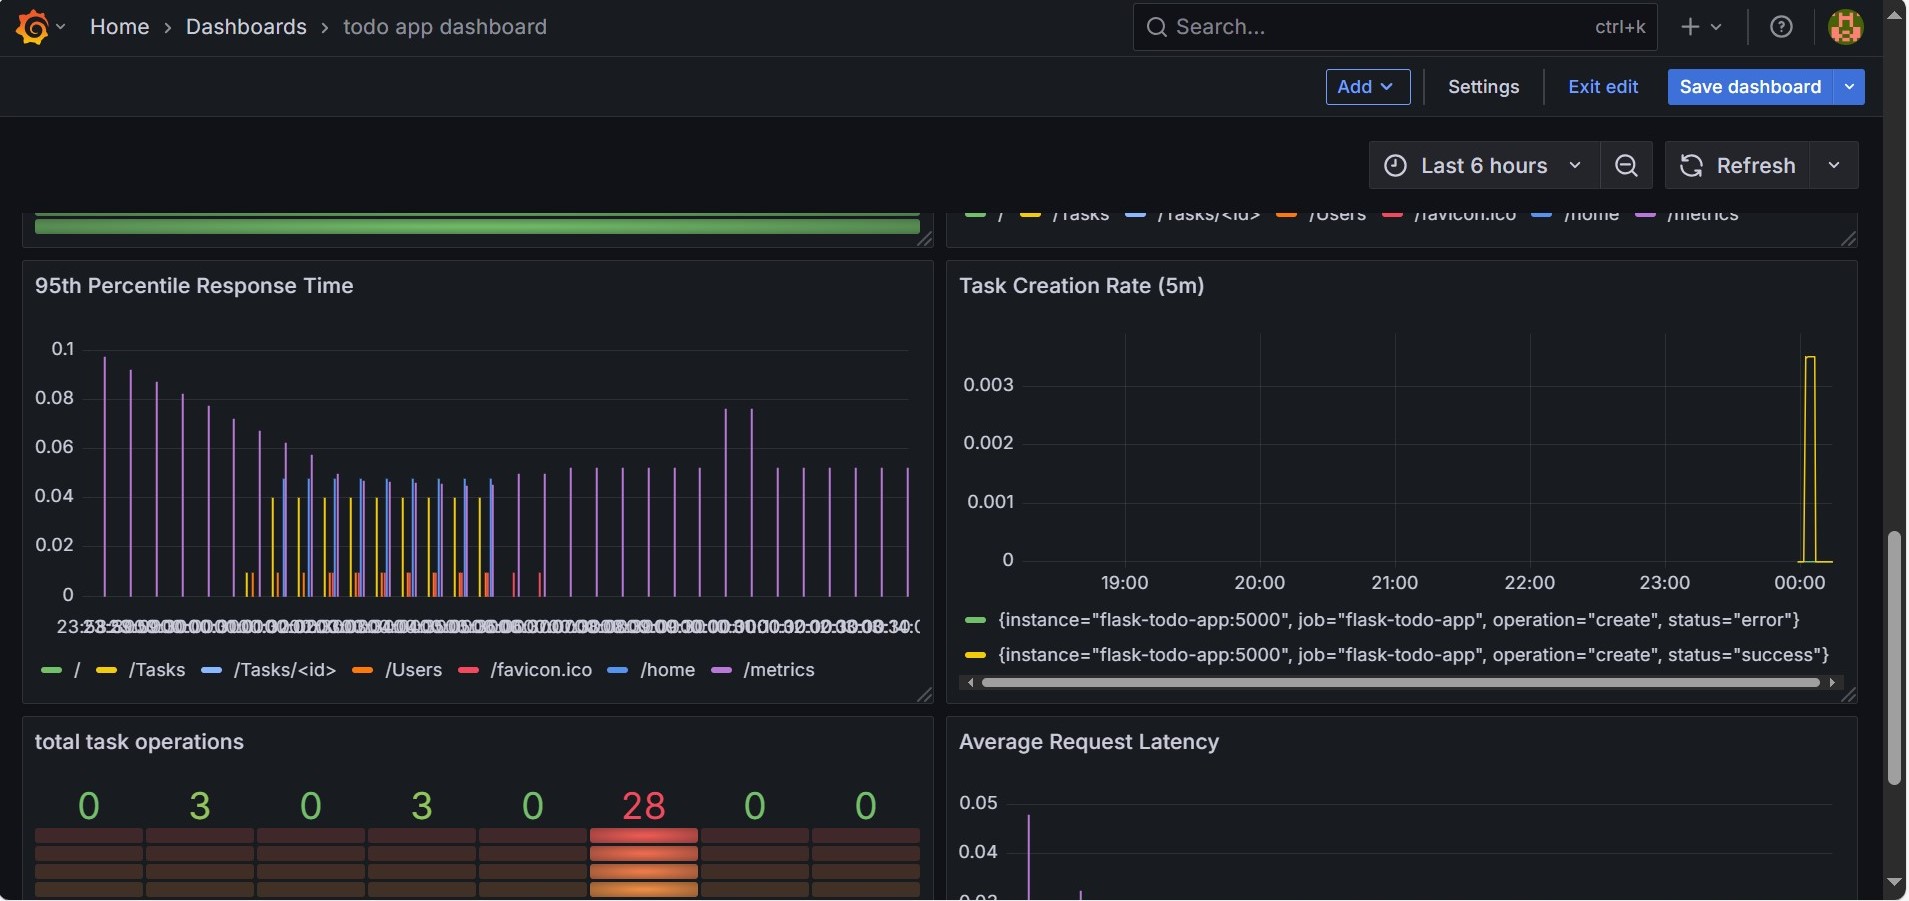 Home › Dashboards › todo app dashboard
Search...
ctrl+k
Add
Settings
Exit edit
Save dashboard
Last 6 hours
Refresh
/ /Tasks /Tasks/<id> /Users /favicon.ico /home /metrics
95th Percentile Response Time
0.1
0.08
0.06
0.04
0.02
0
/ /Tasks /Tasks/<id> /Users /favicon.ico /home /metrics
Task Creation Rate (5m)
0.003
0.002
0.001
0
19:00 20:00 21:00 22:00 23:00 00:00
{instance="flask-todo-app:5000", job="flask-todo-app", operation="create", status="error"}
{instance="flask-todo-app:5000", job="flask-todo-app", operation="create", status="success"}
total task operations
0 3 0 3 0 28 0 0
Average Request Latency
0.05
0.04